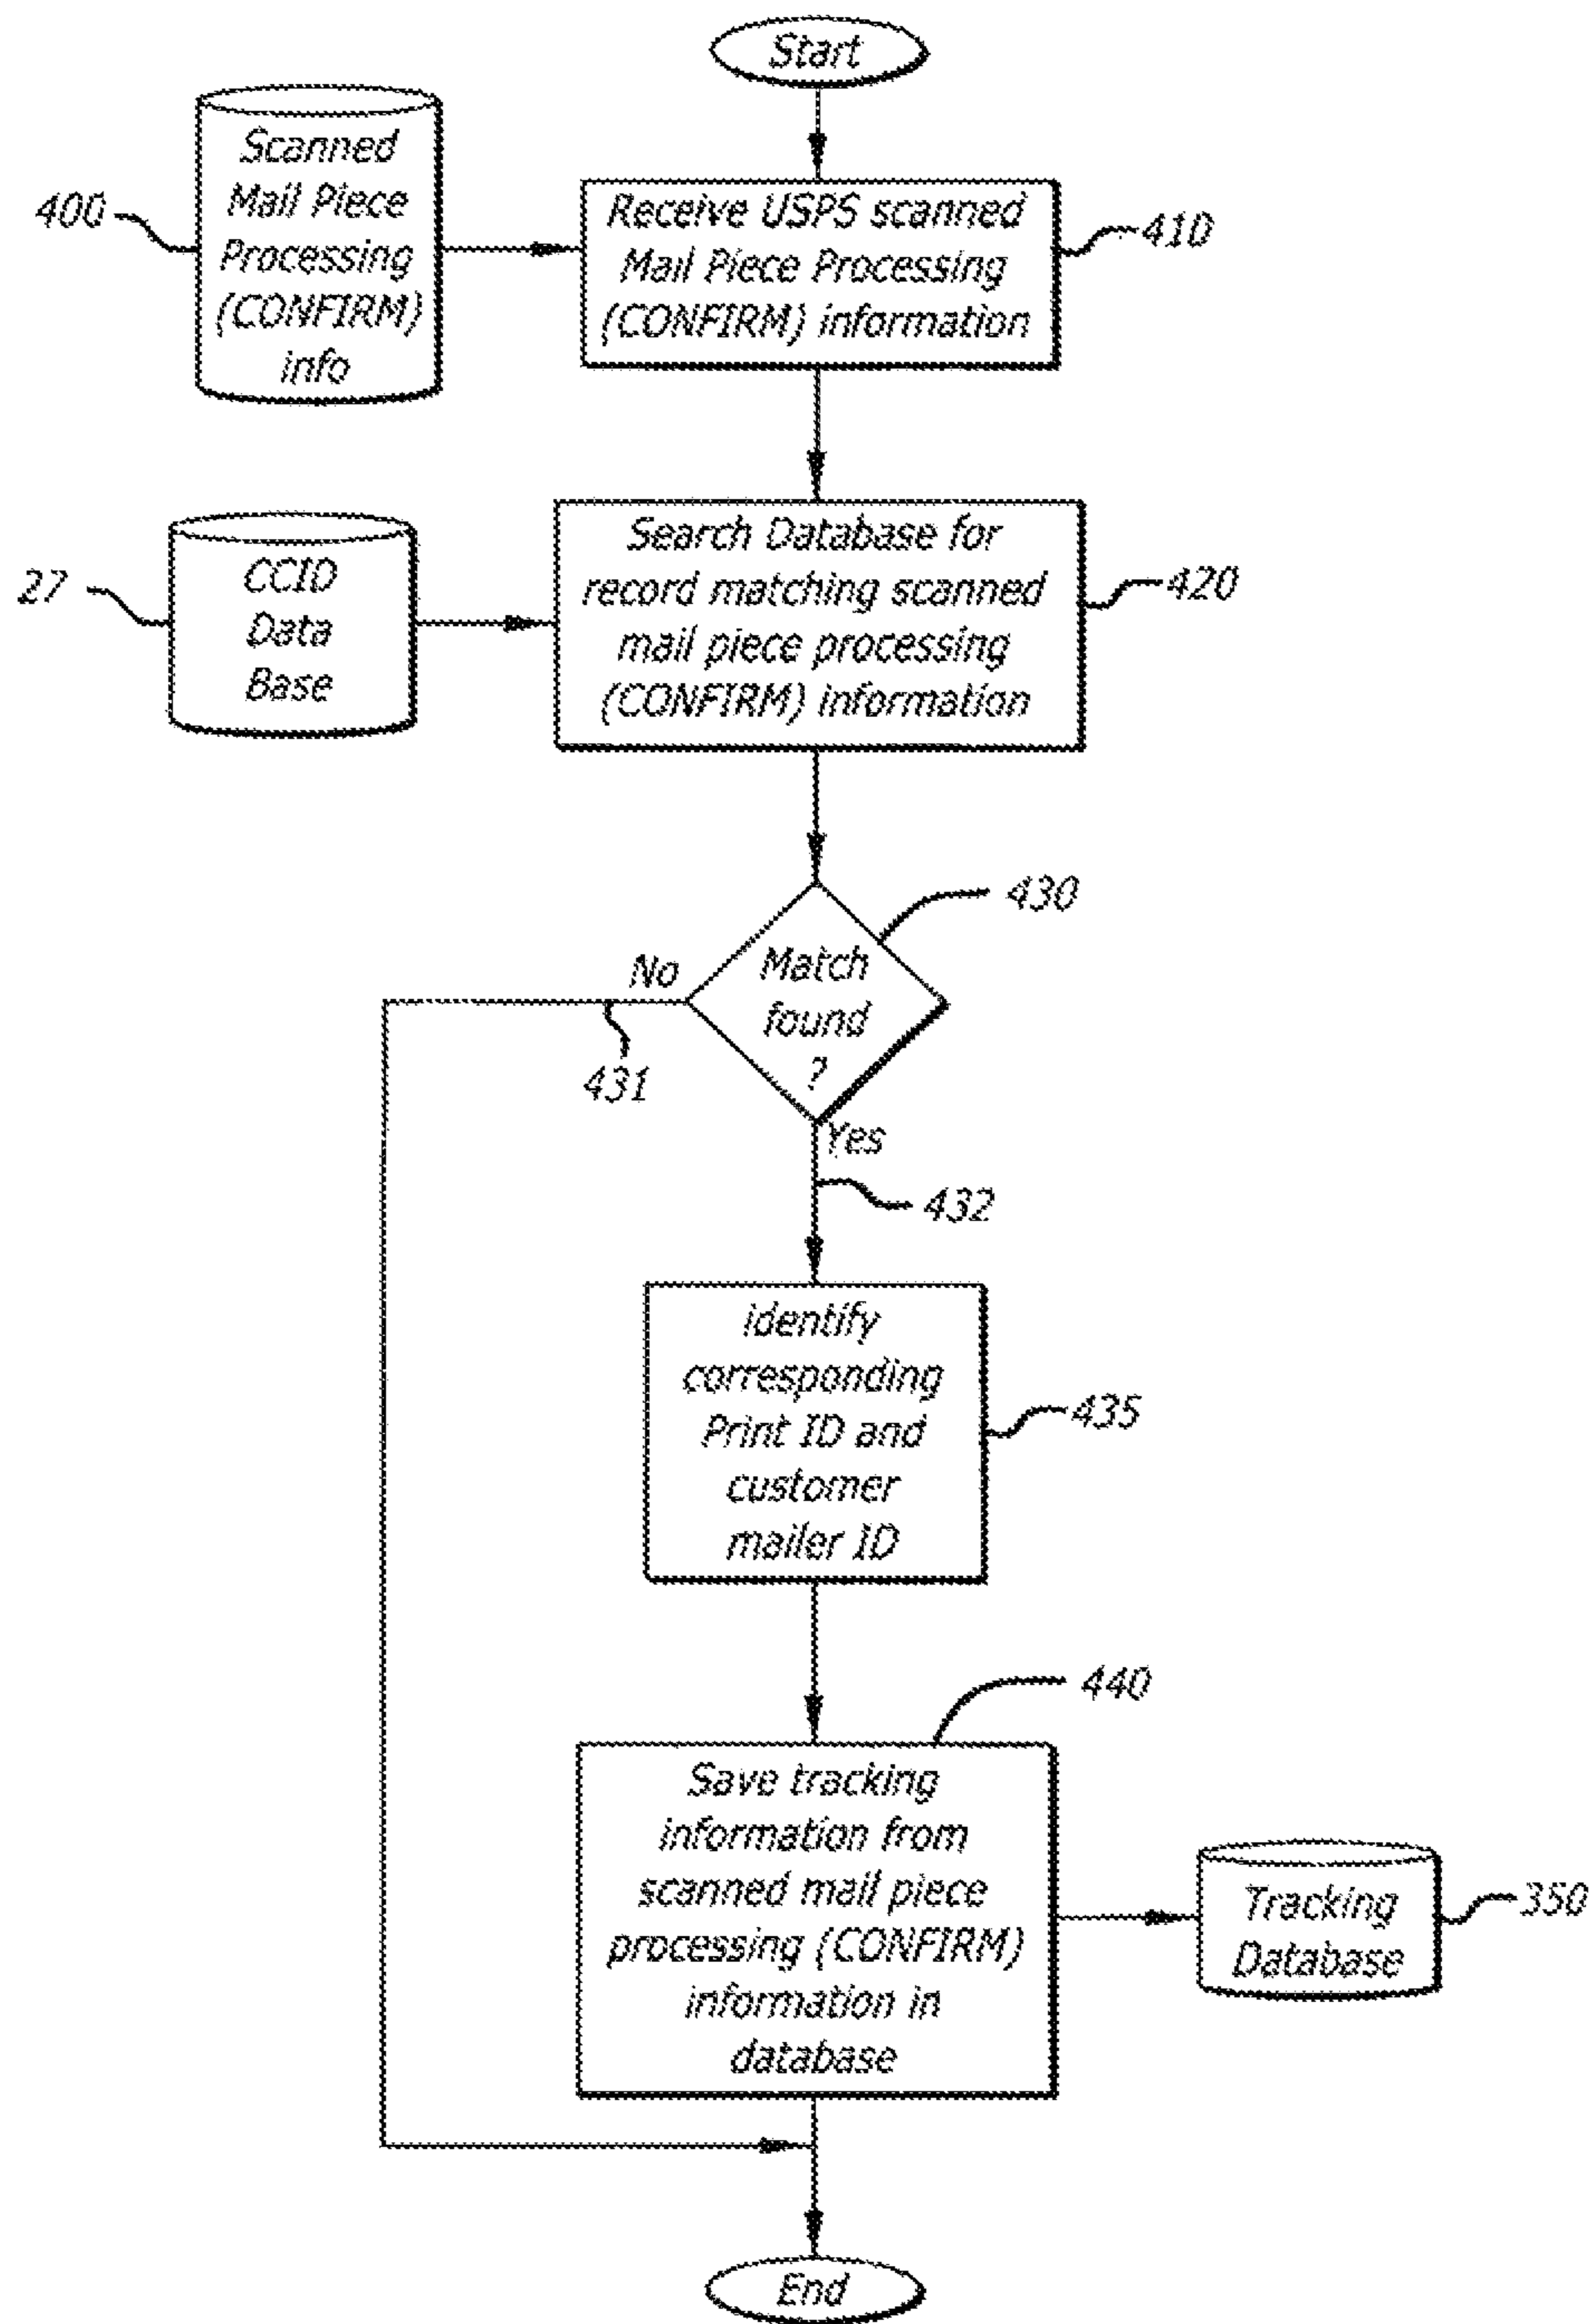 Start
Scanned
Mail Piece
Processing
(CONFIRM)
info
400
Receive USPS scanned
Mail Piece Processing
(CONFIRM) information
410
CCID
Data
Base
27
Search Database for
record matching scanned
mail piece processing
(CONFIRM) information
420
Match
found
?
430
No
431
Yes
432
identify
corresponding
Print ID and
customer
mailer ID
435
Save tracking
information from
scanned mail piece
processing (CONFIRM)
information in
database
440
Tracking
Database
350
End